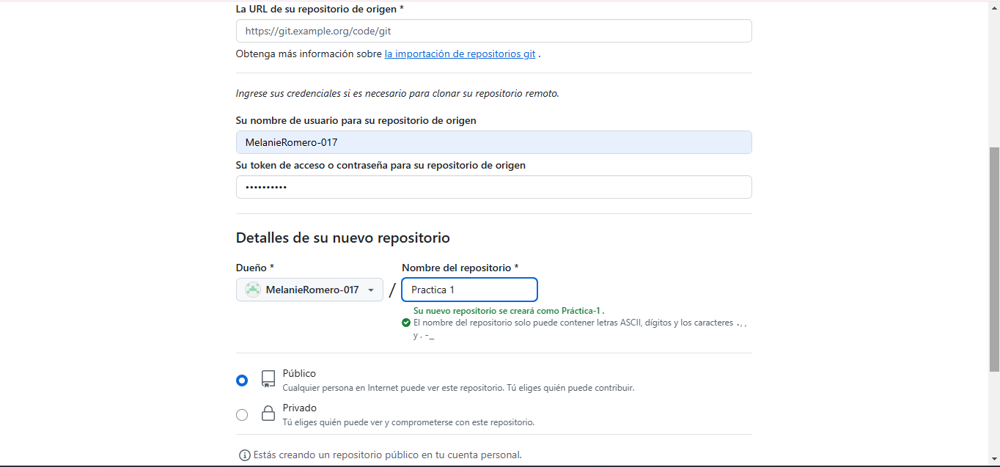 La URL de su repositorio de origen *
https://git.example.org/code/git
Obtenga más información sobre la importación de repositorios git .
Ingrese sus credenciales si es necesario para clonar su repositorio remoto.
Su nombre de usuario para su repositorio de origen
MelanieRomero-017
Su token de acceso o contraseña para su repositorio de origen
••••••••••
Detalles de su nuevo repositorio
Dueño *
Nombre del repositorio *
MelanieRomero-017
/
Practica 1
Su nuevo repositorio se creará como Práctica-1 .
El nombre del repositorio solo puede contener letras ASCII, dígitos y los caracteres ., ,
y . -_
Público
Cualquier persona en Internet puede ver este repositorio. Tú eliges quién puede contribuir.
Privado
Tú eliges quién puede ver y comprometerse con este repositorio.
Estás creando un repositorio público en tu cuenta personal.